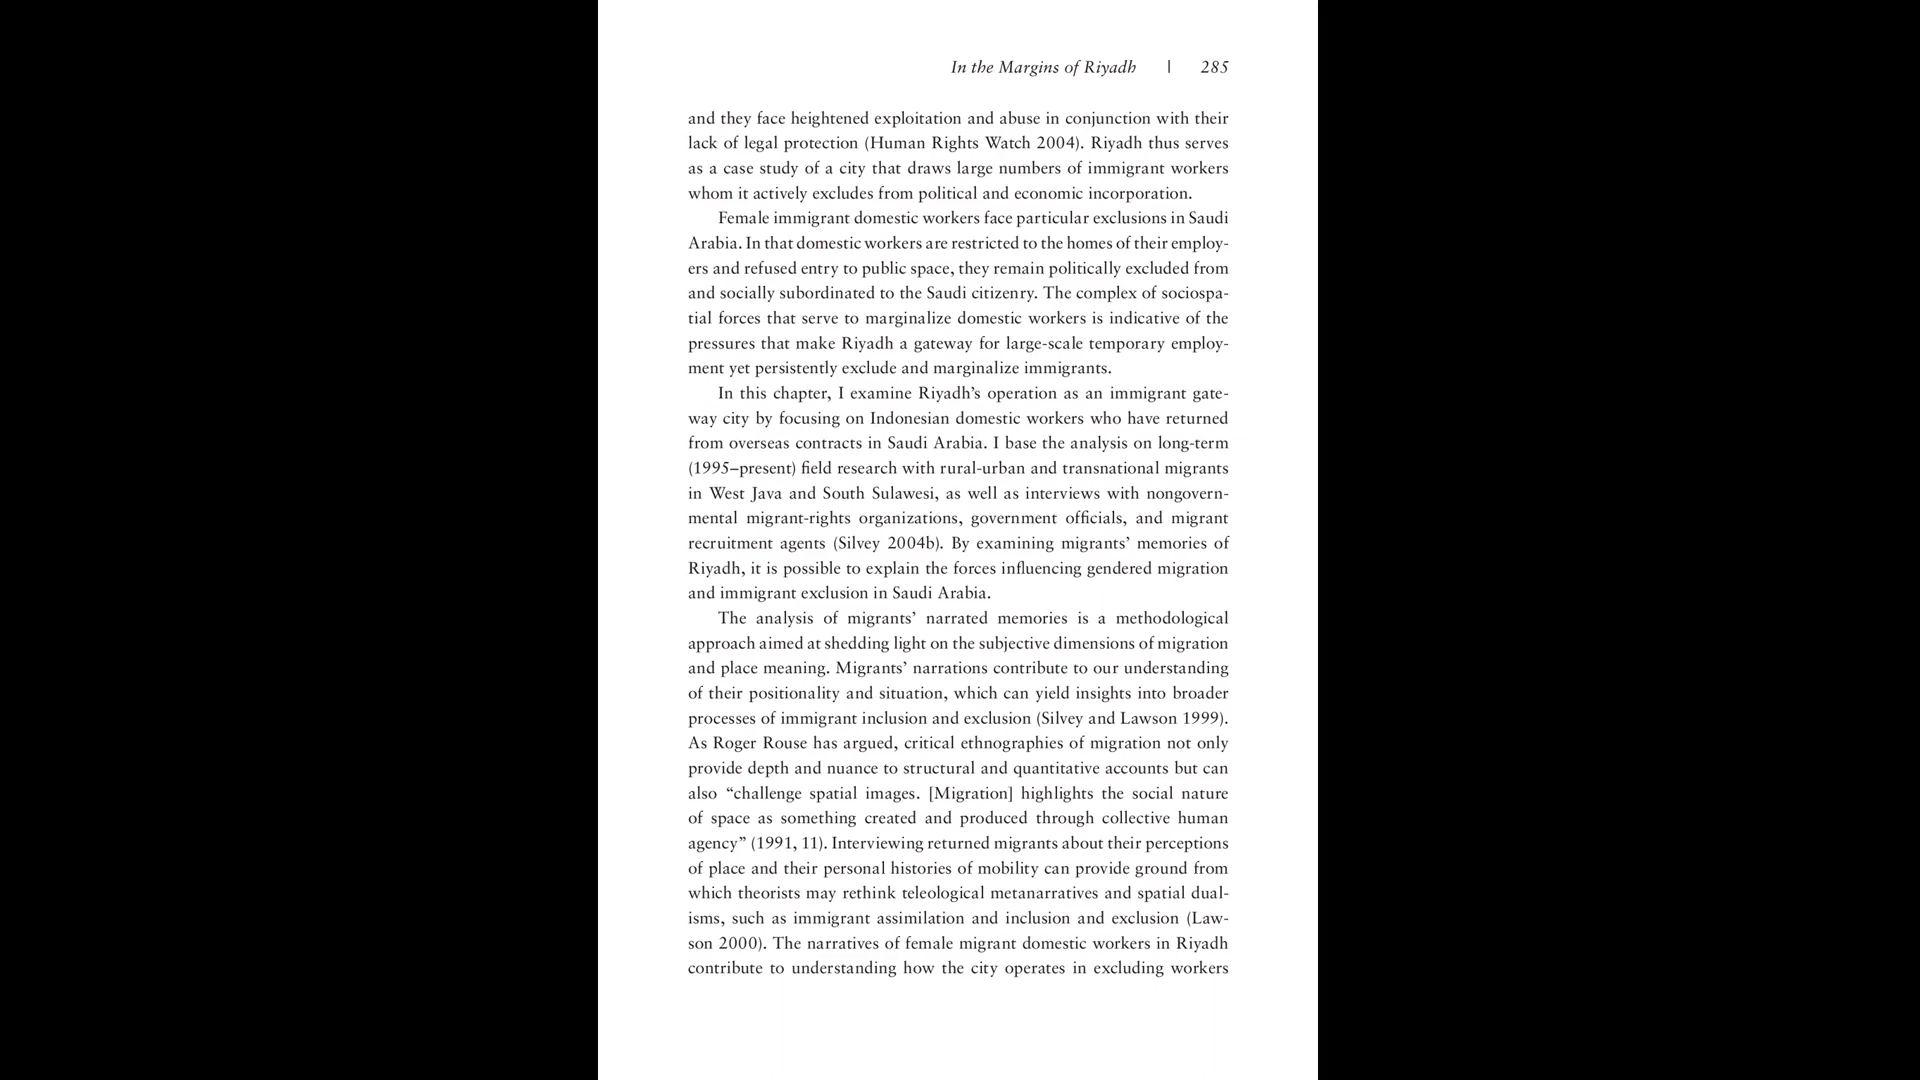 In the Margins of Riyadh | 285
and they face heightened exploitation and abuse in conjunction with their
lack of legal protection (Human Rights Watch 2004). Riyadh thus serves
as a case study of a city that draws large numbers of immigrant workers
whom it actively excludes from political and economic incorporation.
Female immigrant domestic workers face particular exclusions in Saudi
Arabia. In that domestic workers are restricted to the homes of their employ-
ers and refused entry to public space, they remain politically excluded from
and socially subordinated to the Saudi citizenry. The complex of sociospa-
tial forces that serve to marginalize domestic workers is indicative of the
pressures that make Riyadh a gateway for large-scale temporary employ-
ment yet persistently exclude and marginalize immigrants.
In this chapter, I examine Riyadh’s operation as an immigrant gate-
way city by focusing on Indonesian domestic workers who have returned
from overseas contracts in Saudi Arabia. I base the analysis on long-term
(1995–present) field research with rural-urban and transnational migrants
in West Java and South Sulawesi, as well as interviews with nongovern-
mental migrant-rights organizations, government officials, and migrant
recruitment agents (Silvey 2004b). By examining migrants’ memories of
Riyadh, it is possible to explain the forces influencing gendered migration
and immigrant exclusion in Saudi Arabia.
The analysis of migrants’ narrated memories is a methodological
approach aimed at shedding light on the subjective dimensions of migration
and place meaning. Migrants’ narrations contribute to our understanding
of their positionality and situation, which can yield insights into broader
processes of immigrant inclusion and exclusion (Silvey and Lawson 1999).
As Roger Rouse has argued, critical ethnographies of migration not only
provide depth and nuance to structural and quantitative accounts but can
also “challenge spatial images. [Migration] highlights the social nature
of space as something created and produced through collective human
agency” (1991, 11). Interviewing returned migrants about their perceptions
of place and their personal histories of mobility can provide ground from
which theorists may rethink teleological metanarratives and spatial dual-
isms, such as immigrant assimilation and inclusion and exclusion (Law-
son 2000). The narratives of female migrant domestic workers in Riyadh
contribute to understanding how the city operates in excluding workers